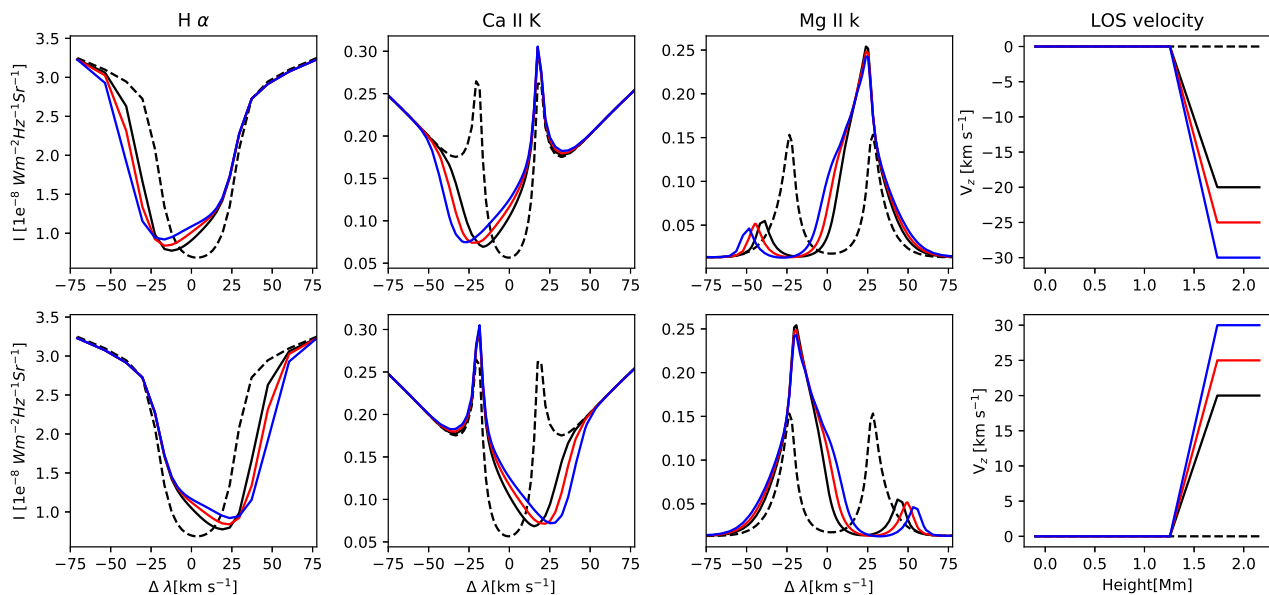 H α
Ca II K
Mg II k
LOS velocity
I [1e⁻⁸ Wm⁻²Hz⁻¹Sr⁻¹]
3.5
3.0
2.5
2.0
1.5
1.0
−75 −50 −25 0 25 50 75
0.30
0.25
0.20
0.15
0.10
0.05
−75 −50 −25 0 25 50 75
0.25
0.20
0.15
0.10
0.05
−75 −50 −25 0 25 50 75
V_z [km s⁻¹]
0
−5
−10
−15
−20
−25
−30
0.0 0.5 1.0 1.5 2.0
I [1e⁻⁸ Wm⁻²Hz⁻¹Sr⁻¹]
3.5
3.0
2.5
2.0
1.5
1.0
−75 −50 −25 0 25 50 75
Δ λ[km s⁻¹]
0.30
0.25
0.20
0.15
0.10
0.05
−75 −50 −25 0 25 50 75
Δ λ[km s⁻¹]
0.25
0.20
0.15
0.10
0.05
−75 −50 −25 0 25 50 75
Δ λ[km s⁻¹]
V_z [km s⁻¹]
30
25
20
15
10
5
0
0.0 0.5 1.0 1.5 2.0
Height[Mm]